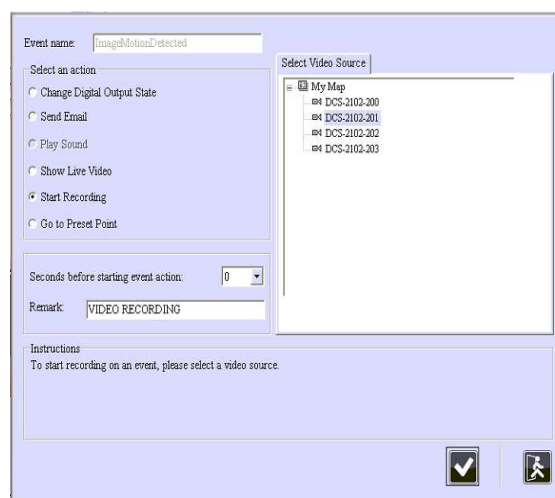 Event name: ImageMotionDetected
Select an action
Change Digital Output State
Send Email
Play Sound
Show Live Video
Start Recording
Go to Preset Point
Seconds before starting event action: 0
Remark: VIDEO RECORDING
Select Video Source
My Map
DCS-2102-200
DCS-2102-201
DCS-2102-202
DCS-2102-203
Instructions
To start recording on an event, please select a video source.